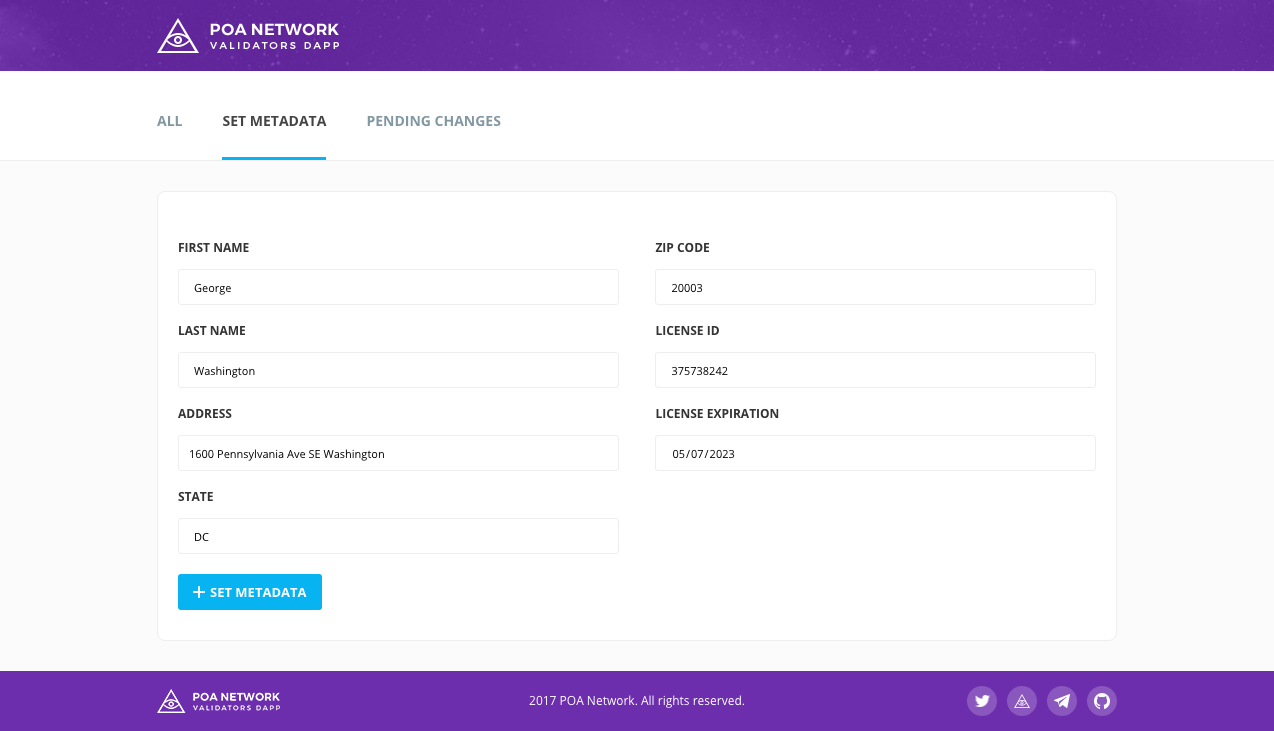 POA NETWORK
VALIDATORS DAPP
ALL
SET METADATA
PENDING CHANGES
FIRST NAME
George
LAST NAME
Washington
ADDRESS
1600 Pennsylvania Ave SE Washington
STATE
DC
ZIP CODE
20003
LICENSE ID
375738242
LICENSE EXPIRATION
05/07/2023
+ SET METADATA
POA NETWORK
VALIDATORS DAPP
2017 POA Network. All rights reserved.